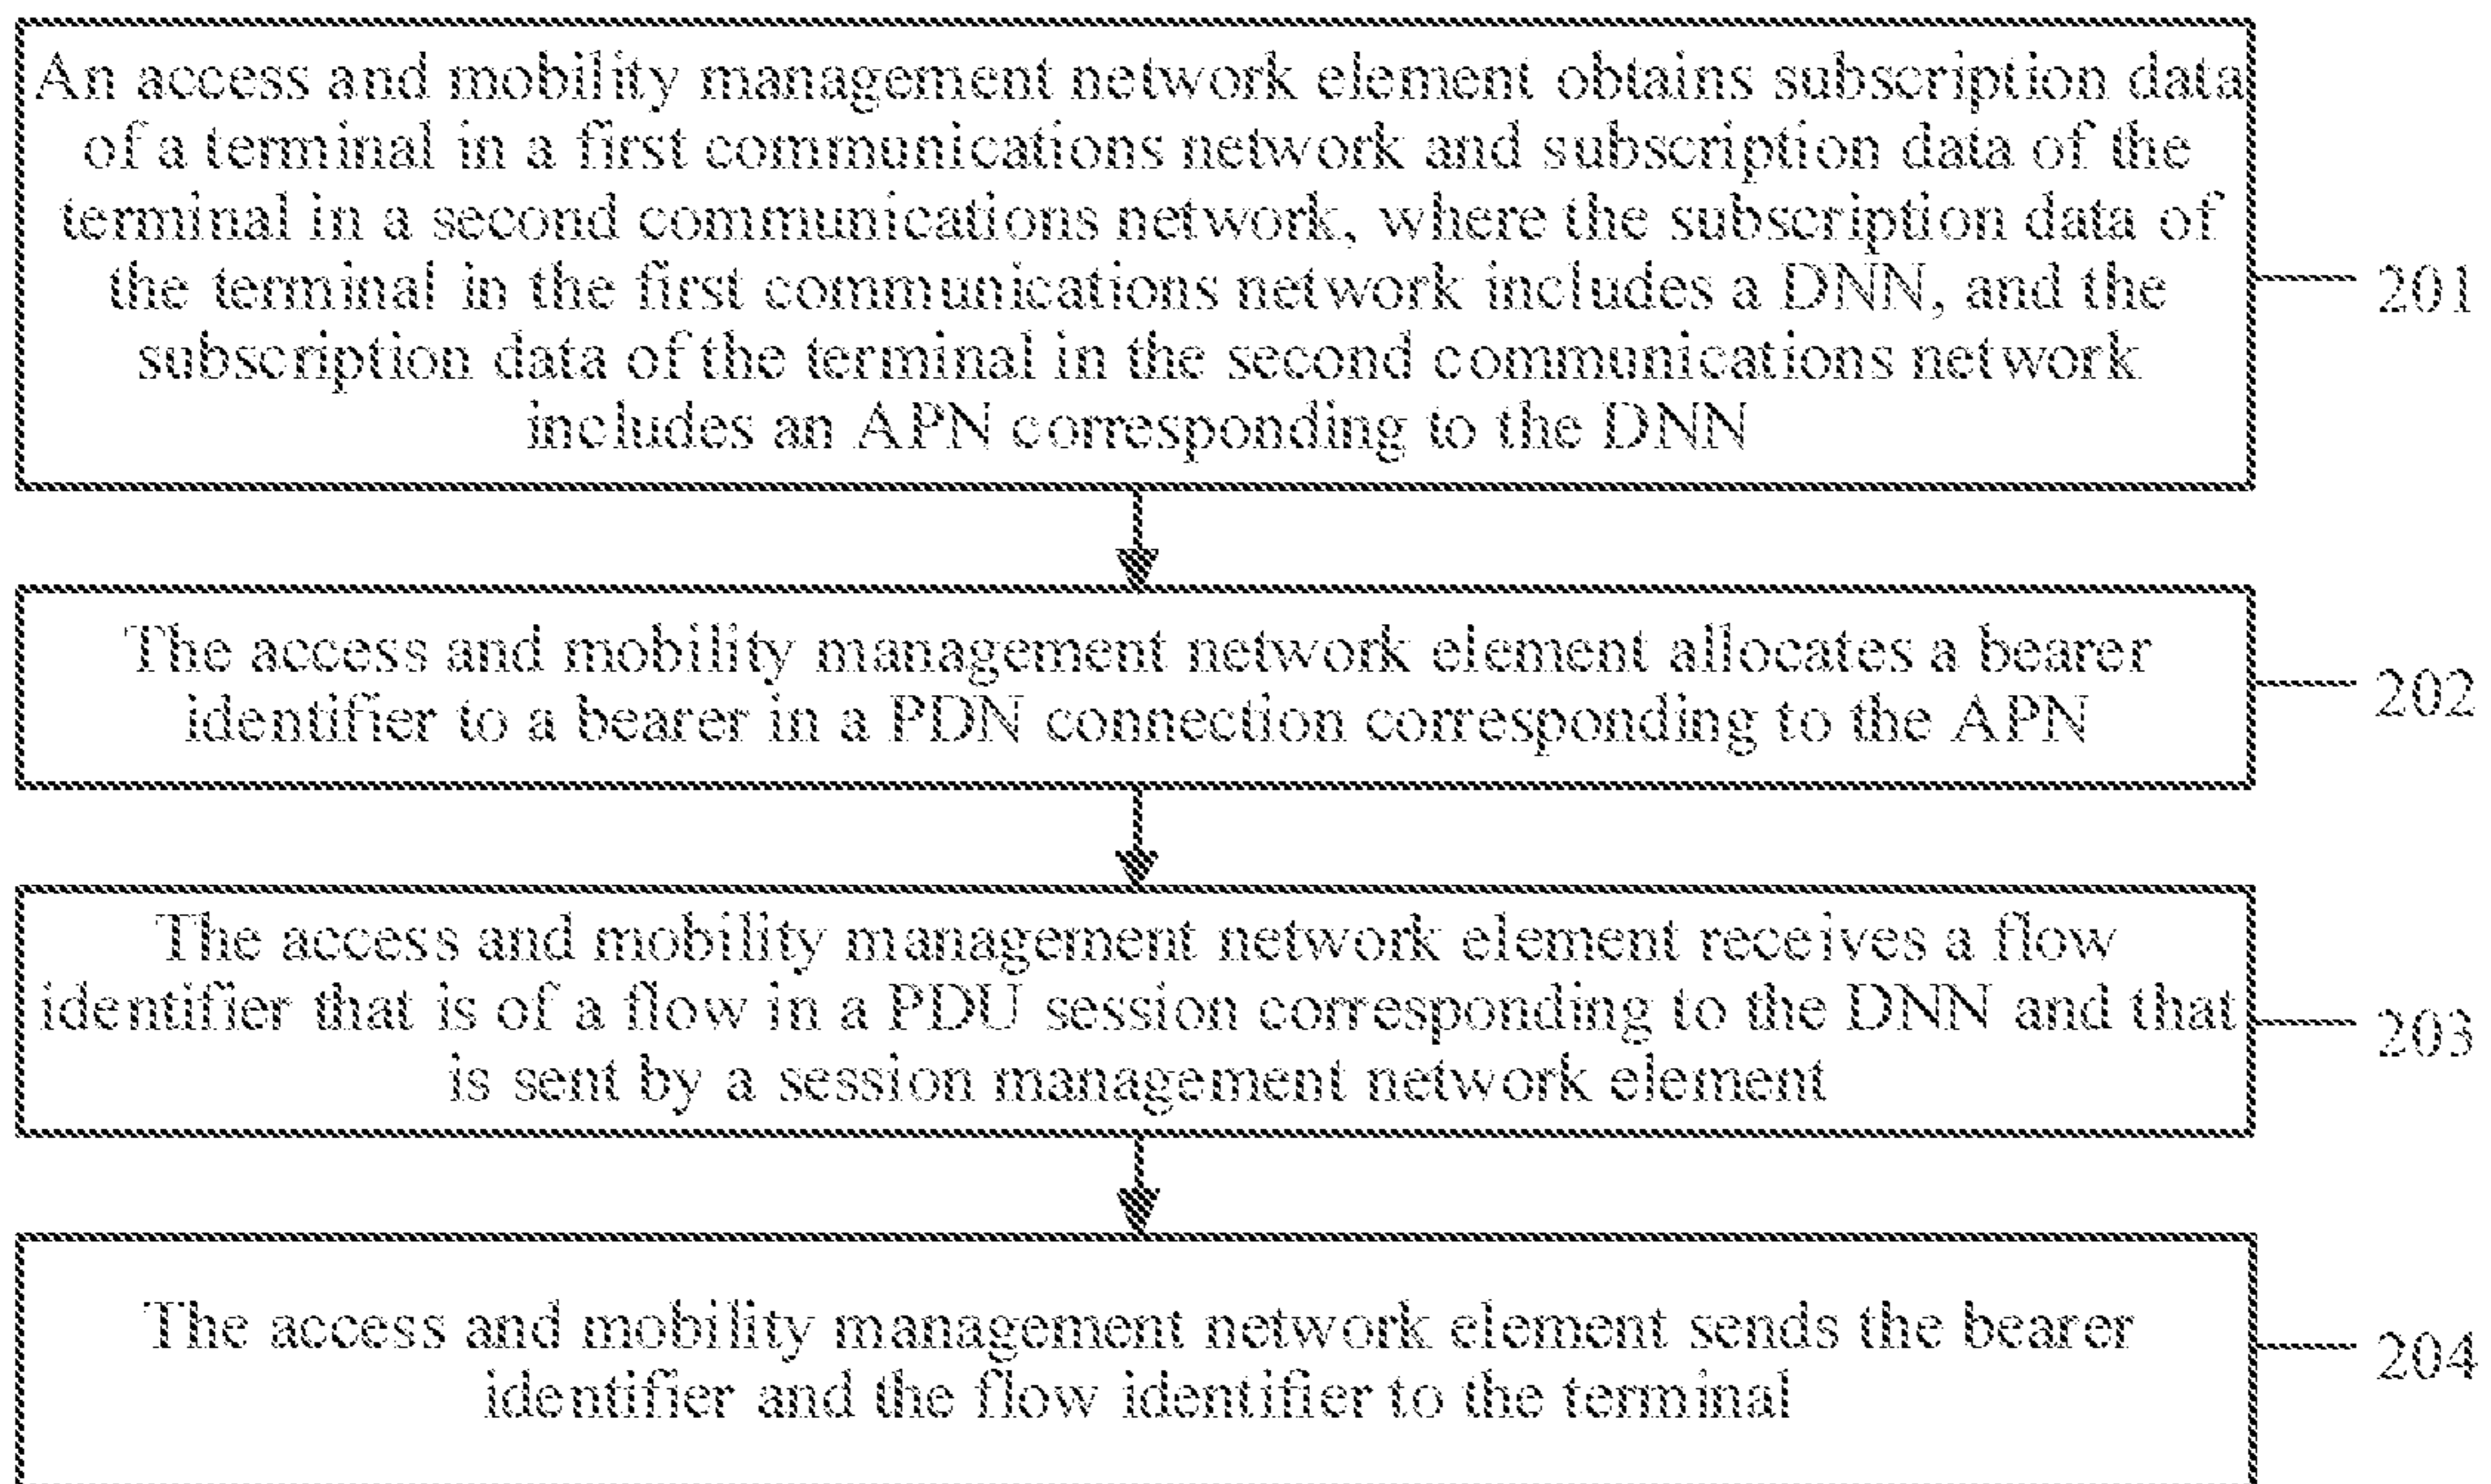 An access and mobility management network element obtains subscription data
of a terminal in a first communications network and subscription data of the
terminal in a second communications network, where the subscription data of
the terminal in the first communications network includes a DNN, and the
subscription data of the terminal in the second communications network
includes an APN corresponding to the DNN
201
The access and mobility management network element allocates a bearer
identifier to a bearer in a PDN connection corresponding to the APN
202
The access and mobility management network element receives a flow
identifier that is of a flow in a PDU session corresponding to the DNN and that
is sent by a session management network element
203
The access and mobility management network element sends the bearer
identifier and the flow identifier to the terminal
204